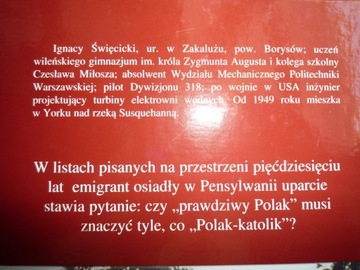 Ignacy Święcicki, ur. w Zakalużu, pow. Borysów; uczeń
wileńskiego gimnazjum im. króla Zygmunta Augusta i kolega szkolny
Czesława Miłosza; absolwent Wydziału Mechanicznego Politechniki
Warszawskiej; pilot Dywizjonu 318; po wojnie w USA inżynier
projektujący turbiny elektrowni wodnych. Od 1949 roku mieszka
w Yorku nad rzeką Susquehanną.
W listach pisanych na przestrzeni pięćdziesięciu
lat emigrant osiadły w Pensylwanii uparcie
stawia pytanie: czy „prawdziwy Polak” musi
znaczyć tyle, co „Polak-katolik”?